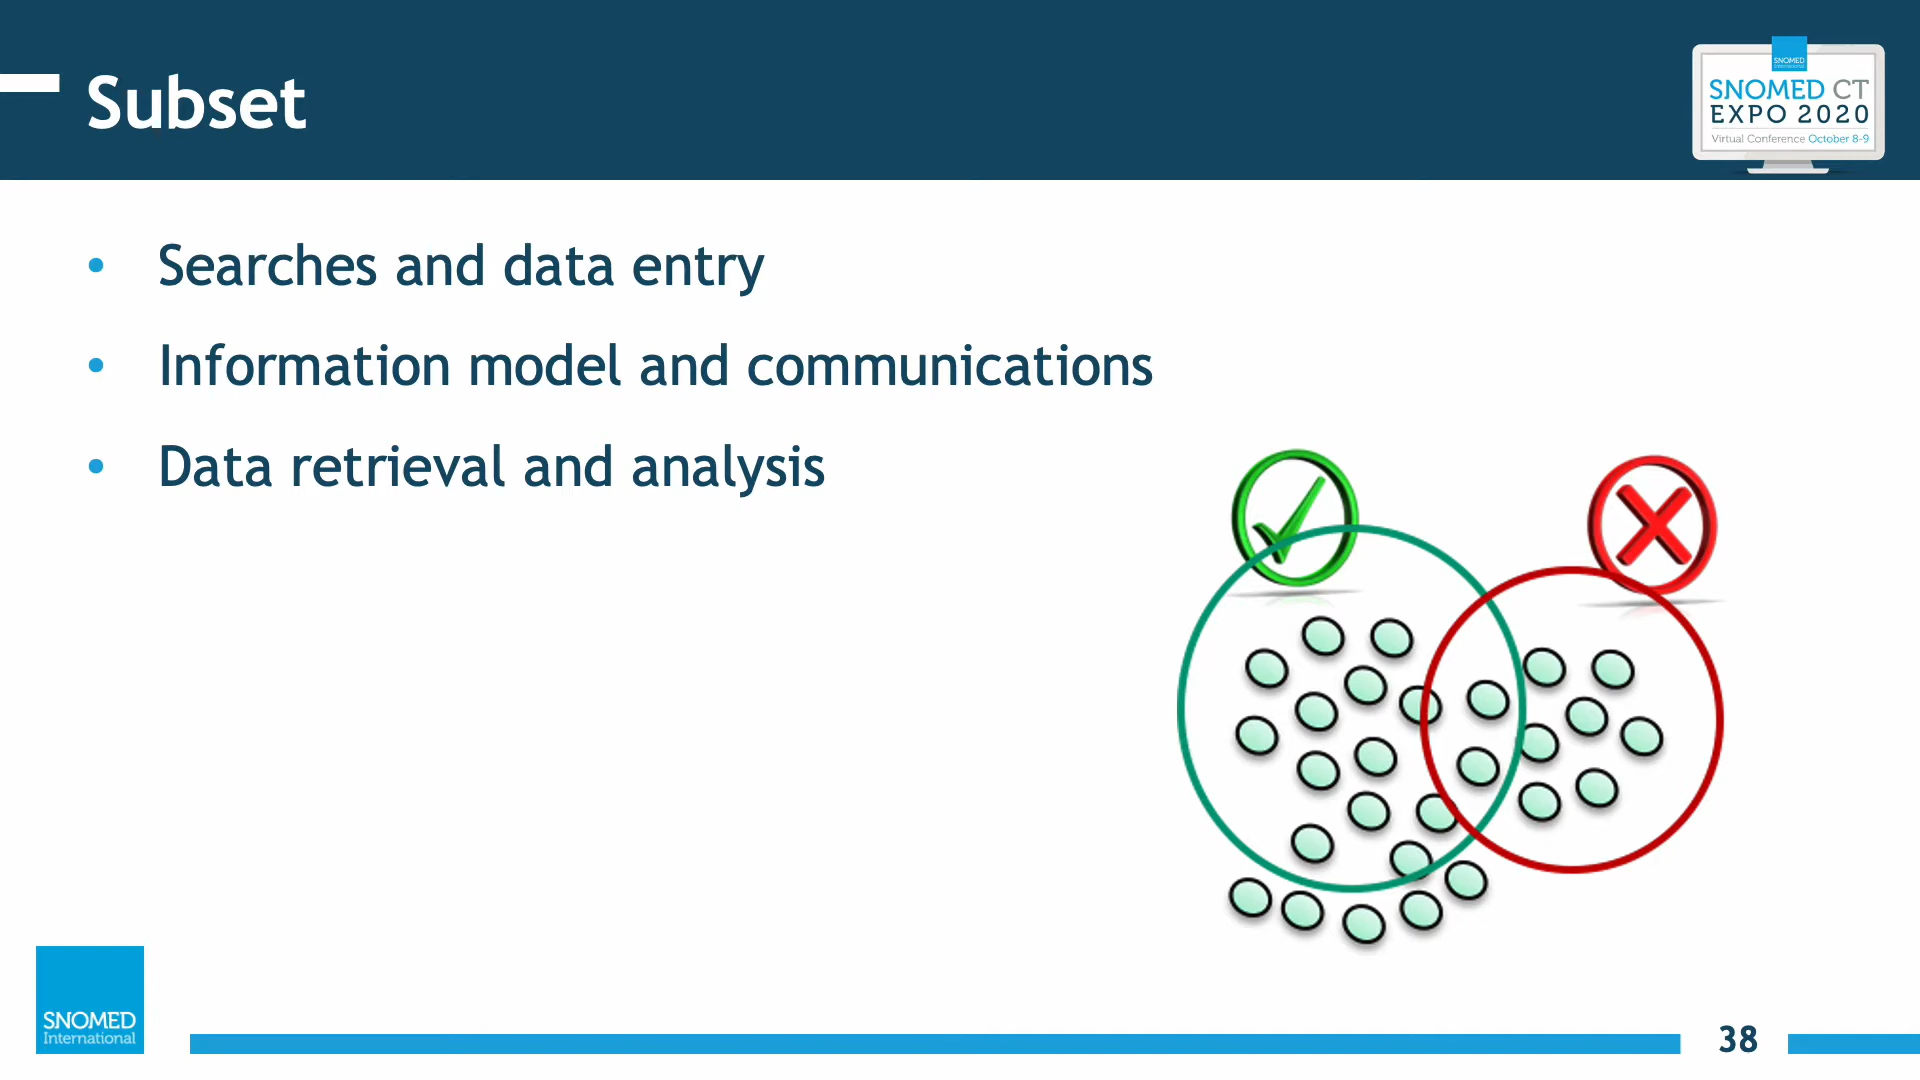 Subset
SNOMED
International
SNOMED CT
EXPO 2020
Virtual Conference October 8-9
• Searches and data entry
• Information model and communications
• Data retrieval and analysis
SNOMED
International
38